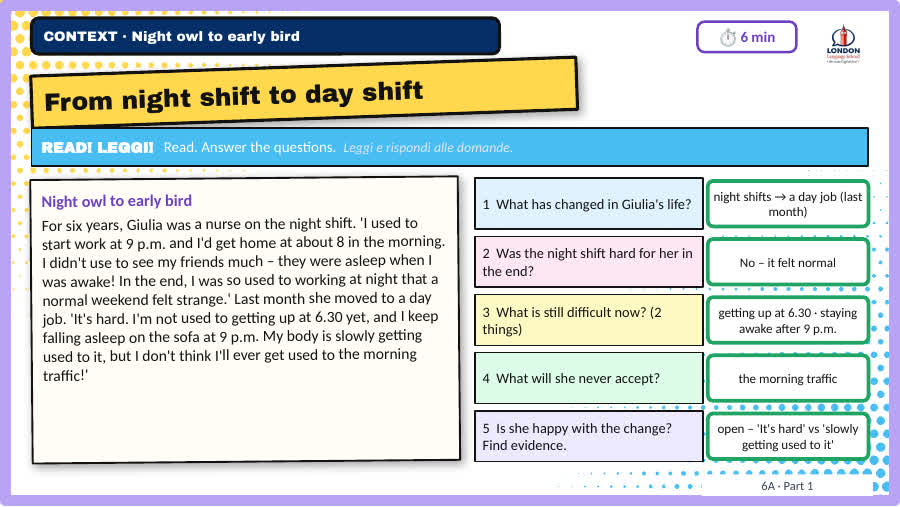 CONTEXT · Night owl to early bird
⏱️ 6 min
LONDON
Language School
From night shift to day shift
READ! LEGGI! Read. Answer the questions. Leggi e rispondi alle domande.
Night owl to early bird
For six years, Giulia was a nurse on the night shift. 'I used to
start work at 9 p.m. and I'd get home at about 8 in the morning.
I didn't use to see my friends much – they were asleep when I
was awake! In the end, I was so used to working at night that a
normal weekend felt strange.' Last month she moved to a day
job. 'It's hard. I'm not used to getting up at 6.30 yet, and I keep
falling asleep on the sofa at 9 p.m. My body is slowly getting
used to it, but I don't think I'll ever get used to the morning
traffic!'
1 What has changed in Giulia's life?
night shifts → a day job (last
month)
2 Was the night shift hard for her in
the end?
No – it felt normal
3 What is still difficult now? (2
things)
getting up at 6.30 · staying
awake after 9 p.m.
4 What will she never accept?
the morning traffic
5 Is she happy with the change?
Find evidence.
open – 'It's hard' vs 'slowly
getting used to it'
6A · Part 1